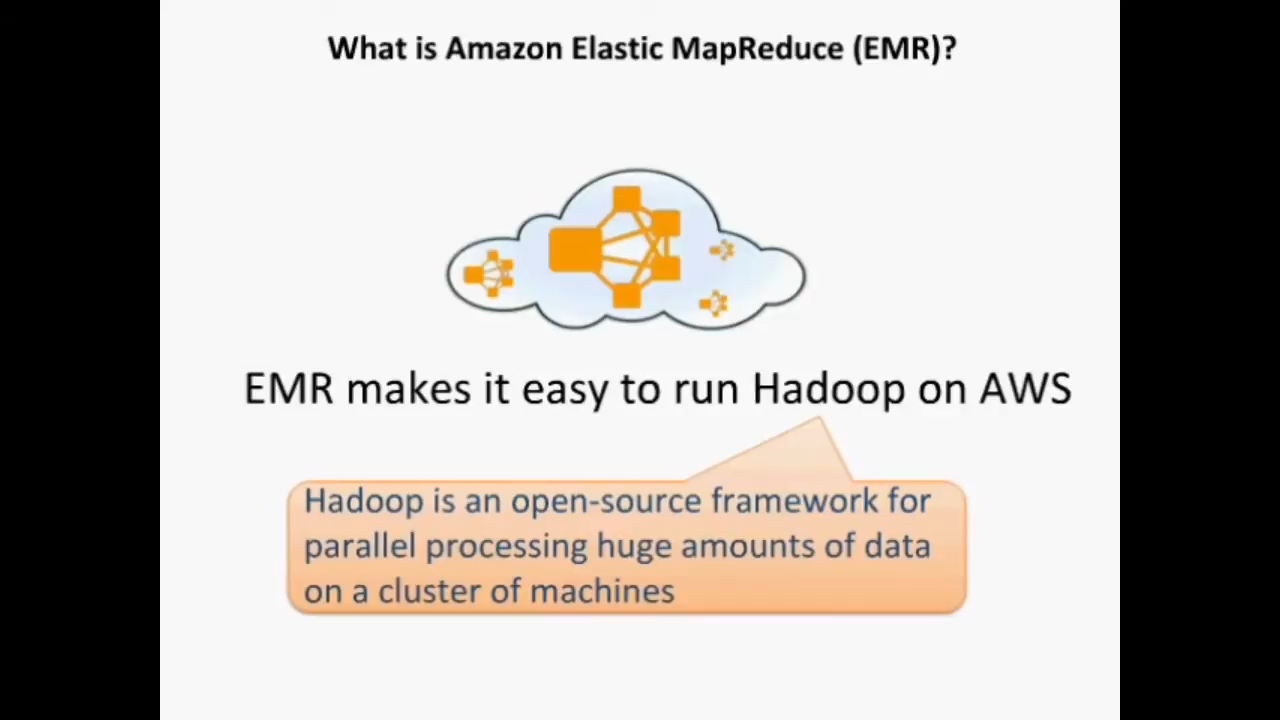 What is Amazon Elastic MapReduce (EMR)?
EMR makes it easy to run Hadoop on AWS
Hadoop is an open-source framework for
parallel processing huge amounts of data
on a cluster of machines